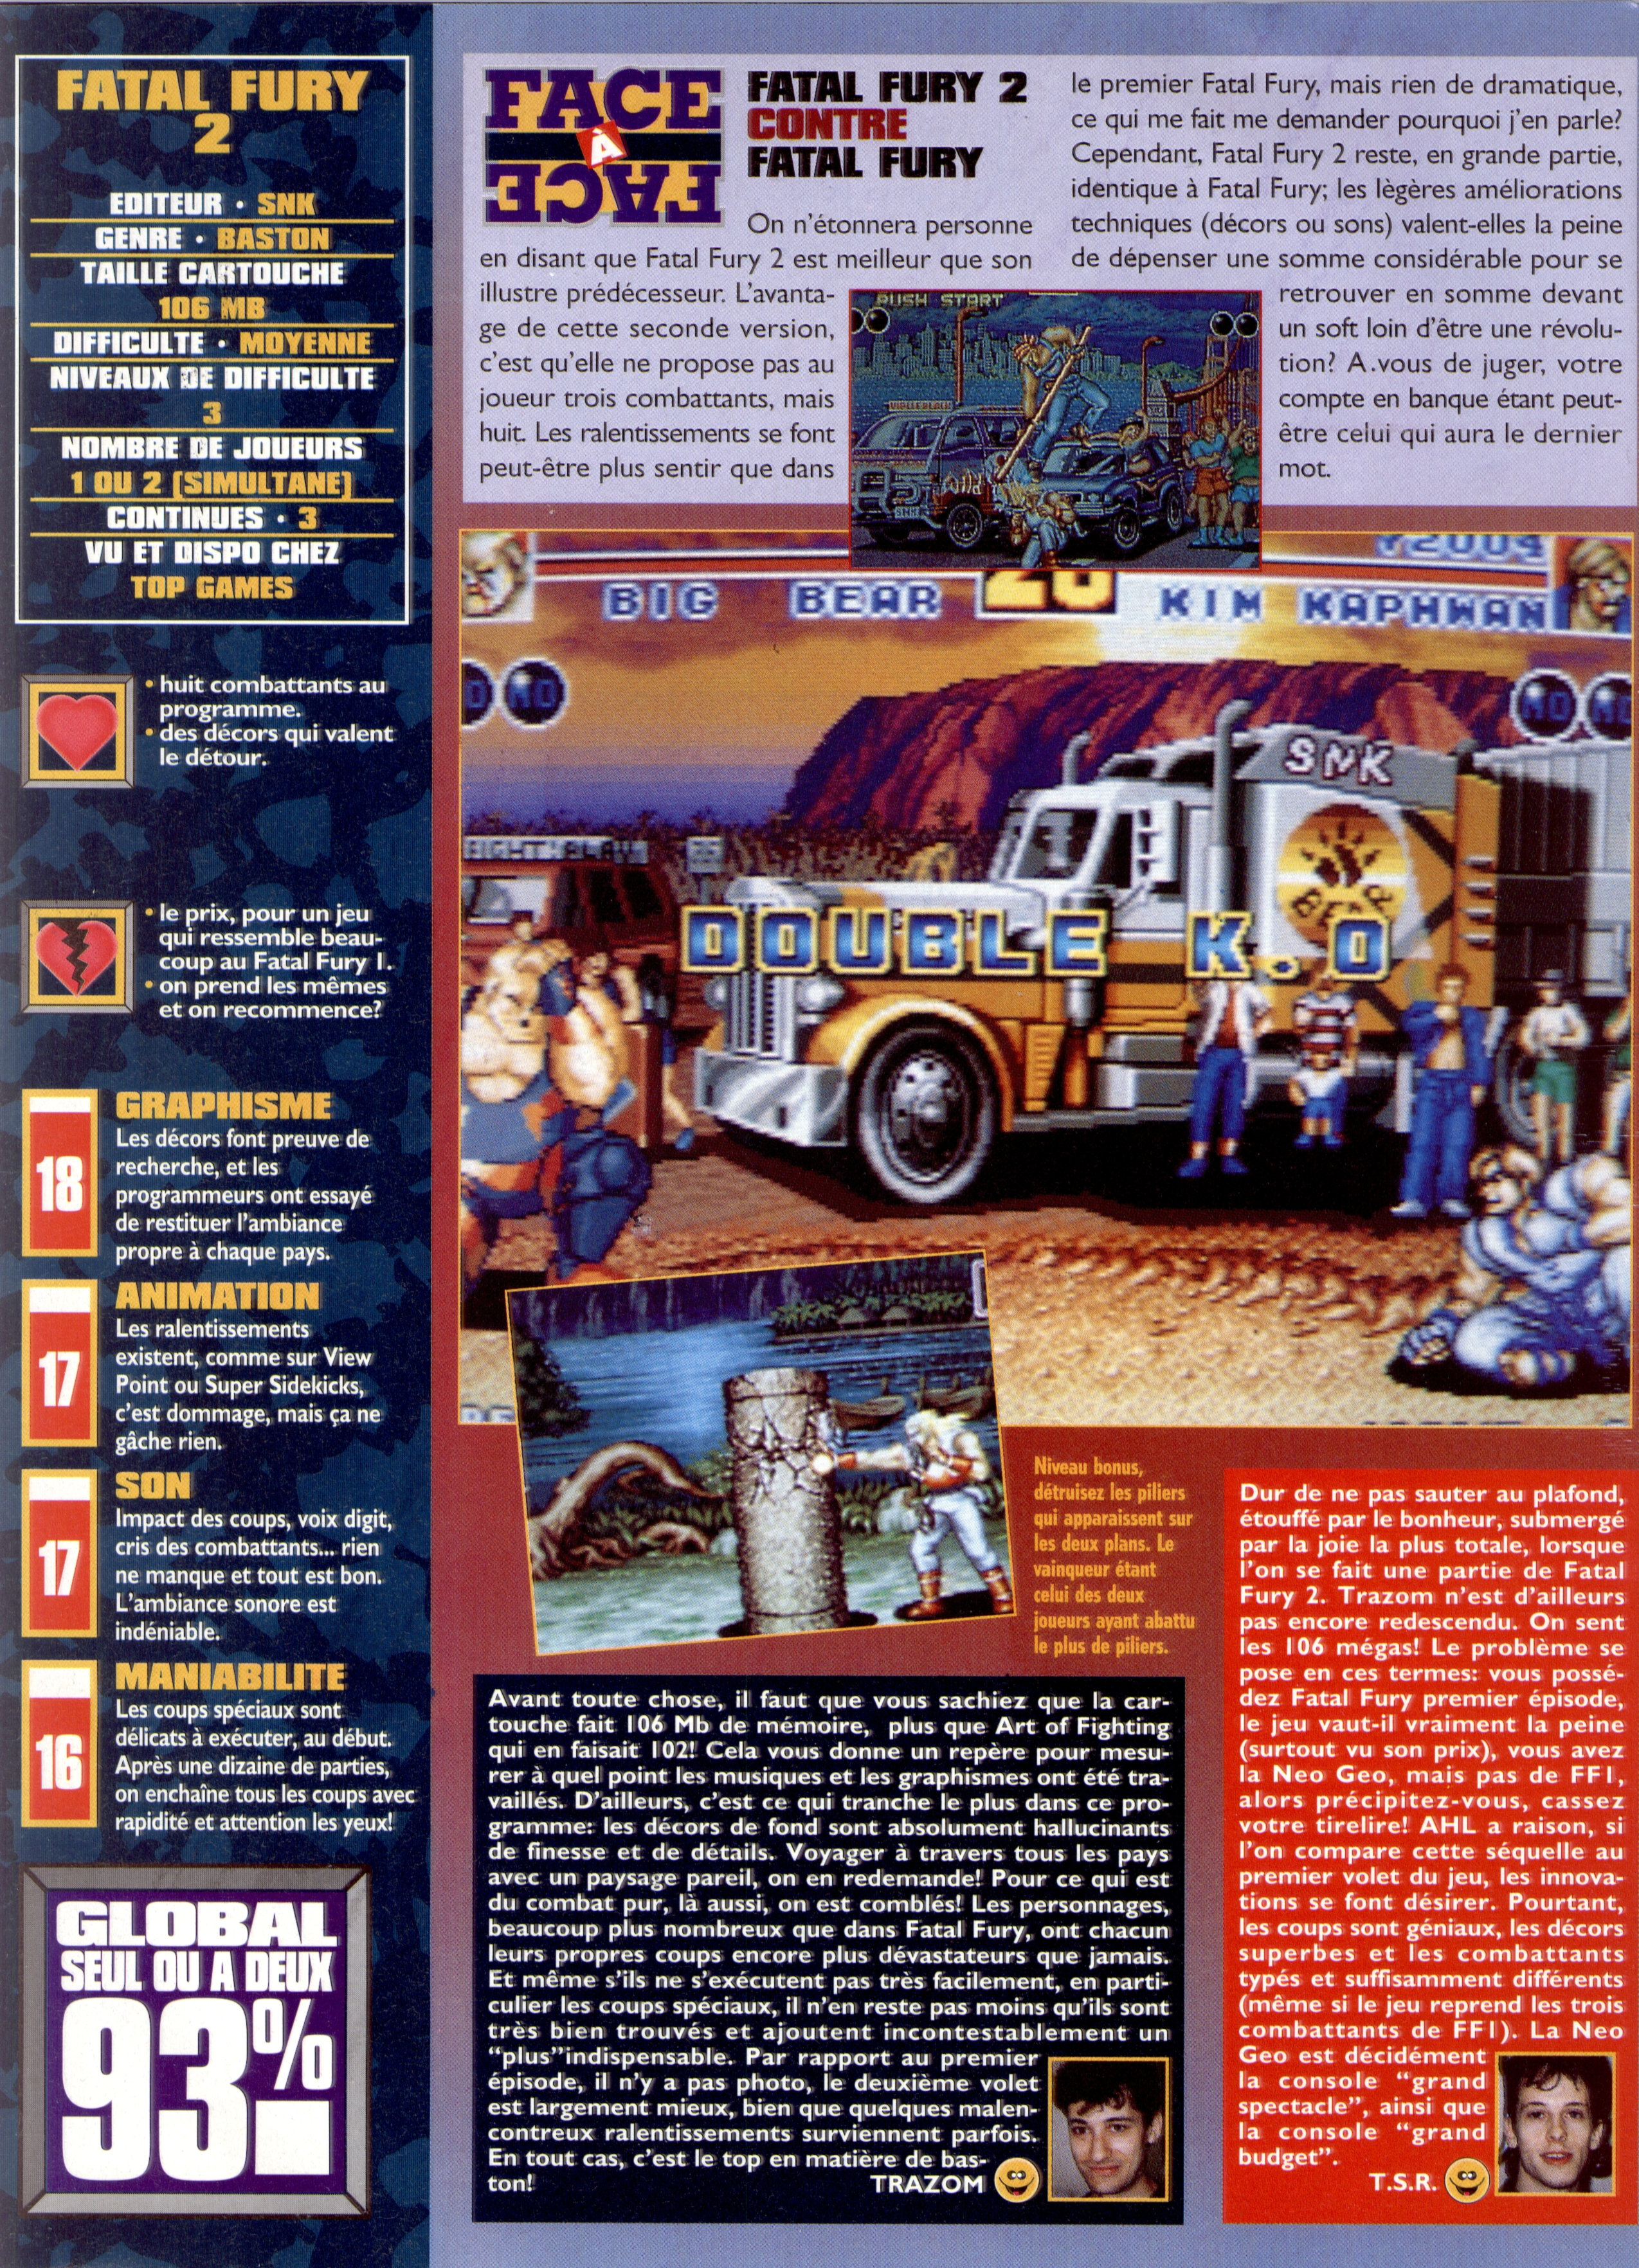 FATAL FURY
2
EDITEUR • SNK
GENRE • BASTON
TAILLE CARTOUCHE
106 MB
DIFFICULTE • MOYENNE
NIVEAUX DE DIFFICULTE
3
NOMBRE DE JOUEURS
1 OU 2 (SIMULTANE)
CONTINUES • 3
VU ET DISPO CHEZ
TOP GAMES
• huit combattants au
programme.
• des décors qui valent
le détour.
• le prix, pour un jeu
qui ressemble beau-
coup au Fatal Fury 1.
• on prend les mêmes
et on recommence?
18
GRAPHISME
Les décors font preuve de
recherche, et les
programmeurs ont essayé
de restituer l'ambiance
propre à chaque pays.
17
ANIMATION
Les ralentissements
existent, comme sur View
Point ou Super Sidekicks,
c'est dommage, mais ça ne
gâche rien.
17
SON
Impact des coups, voix digit,
cris des combattants... rien
ne manque et tout est bon.
L'ambiance sonore est
indéniable.
16
MANIABILITE
Les coups spéciaux sont
délicats à exécuter, au début.
Après une dizaine de parties,
on enchaîne tous les coups avec
rapidité et attention les yeux!
GLOBAL
SEUL OU A DEUX
93%
FACE
À
FACE
FATAL FURY 2
CONTRE
FATAL FURY
On n'étonnera personne
en disant que Fatal Fury 2 est meilleur que son
illustre prédécesseur. L'avanta-
ge de cette seconde version,
c'est qu'elle ne propose pas au
joueur trois combattants, mais
huit. Les ralentissements se font
peut-être plus sentir que dans
le premier Fatal Fury, mais rien de dramatique,
ce qui me fait me demander pourquoi j'en parle?
Cependant, Fatal Fury 2 reste, en grande partie,
identique à Fatal Fury; les lègères améliorations
techniques (décors ou sons) valent-elles la peine
de dépenser une somme considérable pour se
retrouver en somme devant
un soft loin d'être une révolu-
tion? A.vous de juger, votre
compte en banque étant peut-
être celui qui aura le dernier
mot.
PUSH START
SNK
BIG BEAR
20
KIM KAPHWAN
SNK
BEAR
DOUBLE K.O
Niveau bonus,
détruisez les piliers
qui apparaissent sur
les deux plans. Le
vainqueur étant
celui des deux
joueurs ayant abattu
le plus de piliers.
Avant toute chose, il faut que vous sachiez que la car-
touche fait 106 Mb de mémoire, plus que Art of Fighting
qui en faisait 102! Cela vous donne un repère pour mesu-
rer à quel point les musiques et les graphismes ont été tra-
vaillés. D'ailleurs, c'est ce qui tranche le plus dans ce pro-
gramme: les décors de fond sont absolument hallucinants
de finesse et de détails. Voyager à travers tous les pays
avec un paysage pareil, on en redemande! Pour ce qui est
du combat pur, là aussi, on est comblés! Les personnages,
beaucoup plus nombreux que dans Fatal Fury, ont chacun
leurs propres coups encore plus dévastateurs que jamais.
Et même s'ils ne s'exécutent pas très facilement, en parti-
culier les coups spéciaux, il n'en reste pas moins qu'ils sont
très bien trouvés et ajoutent incontestablement un
"plus"indispensable. Par rapport au premier
épisode, il n'y a pas photo, le deuxième volet
est largement mieux, bien que quelques malen-
contreux ralentissements surviennent parfois.
En tout cas, c'est le top en matière de bas-
ton!
TRAZOM
Dur de ne pas sauter au plafond,
étouffé par le bonheur, submergé
par la joie la plus totale, lorsque
l'on se fait une partie de Fatal
Fury 2. Trazom n'est d'ailleurs
pas encore redescendu. On sent
les 106 mégas! Le problème se
pose en ces termes: vous possé-
dez Fatal Fury premier épisode,
le jeu vaut-il vraiment la peine
(surtout vu son prix), vous avez
la Neo Geo, mais pas de FF1,
alors précipitez-vous, cassez
votre tirelire! AHL a raison, si
l'on compare cette séquelle au
premier volet du jeu, les innova-
tions se font désirer. Pourtant,
les coups sont géniaux, les décors
superbes et les combattants
typés et suffisamment différents
(même si le jeu reprend les trois
combattants de FF1). La Neo
Geo est décidément
la console "grand
spectacle", ainsi que
la console "grand
budget".
T.S.R.